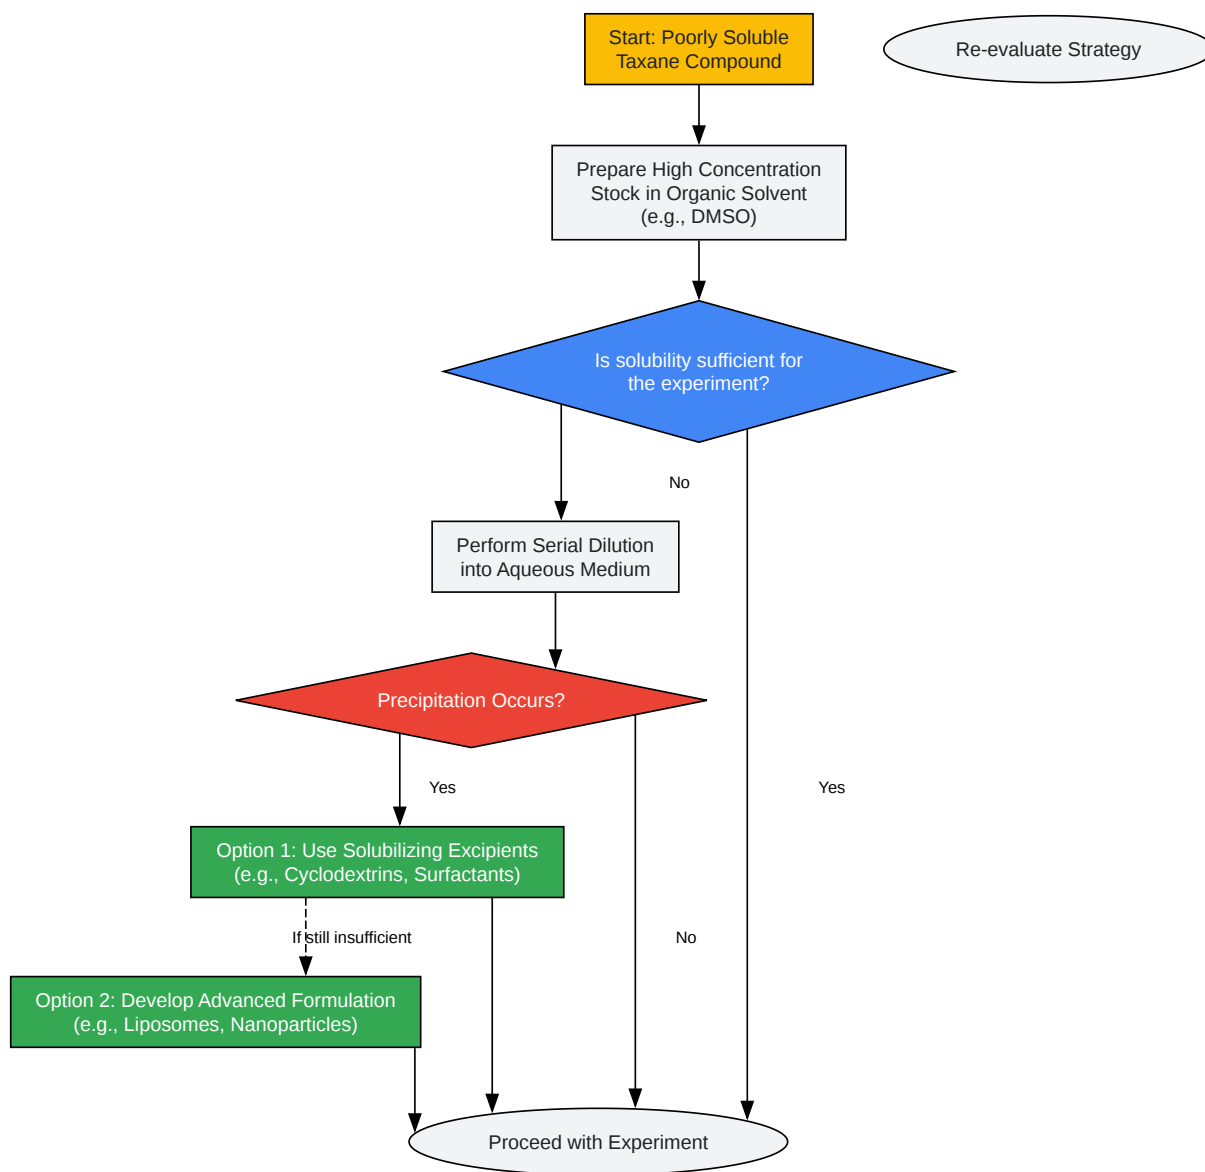 Start: Poorly Soluble
Taxane Compound
Re-evaluate Strategy
Prepare High Concentration
Stock in Organic Solvent
(e.g., DMSO)
Is solubility sufficient for
the experiment?
No
Perform Serial Dilution
into Aqueous Medium
Precipitation Occurs?
Yes
Yes
Option 1: Use Solubilizing Excipients
(e.g., Cyclodextrins, Surfactants)
If still insufficient
No
Option 2: Develop Advanced Formulation
(e.g., Liposomes, Nanoparticles)
Proceed with Experiment